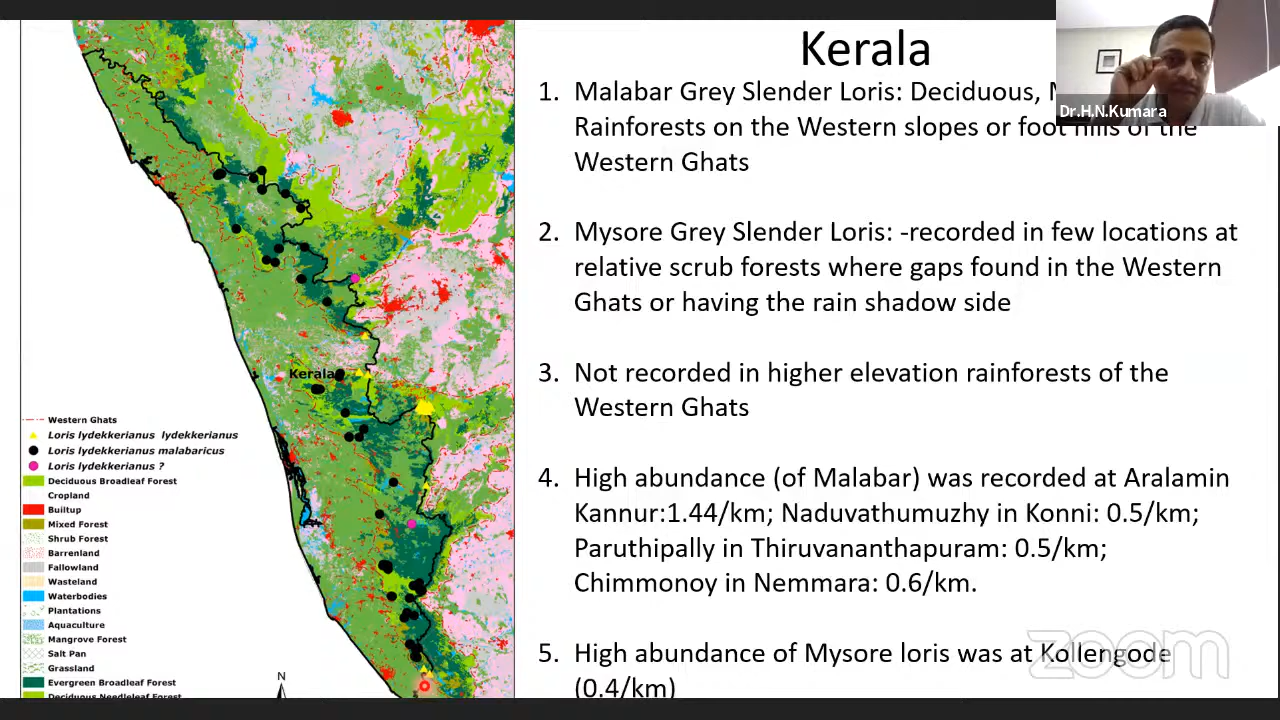 Kerala
1. Malabar Grey Slender Loris: Deciduous,
Rainforests on the Western slopes or foot hills of the
Western Ghats
2. Mysore Grey Slender Loris: -recorded in few locations at
relative scrub forests where gaps found in the Western
Ghats or having the rain shadow side
3. Not recorded in higher elevation rainforests of the
Western Ghats
4. High abundance (of Malabar) was recorded at Aralamin
Kannur:1.44/km; Naduvathumuzhy in Konni: 0.5/km;
Paruthipally in Thiruvananthapuram: 0.5/km;
Chimmonoy in Nemmara: 0.6/km.
5. High abundance of Mysore loris was at Kollengode
(0.4/km)
Dr.H.N.Kumara
zoom
Kerala
Western Ghats
Loris lydekkerianus lydekkerianus
Loris lydekkerianus malabaricus
Loris lydekkerianus ?
Deciduous Broadleaf Forest
Cropland
Builtup
Mixed Forest
Shrub Forest
Barrenland
Fallowland
Wasteland
Waterbodies
Plantations
Aquaculture
Mangrove Forest
Salt Pan
Grassland
Evergreen Broadleaf Forest
Deciduous Needleleaf Forest
N